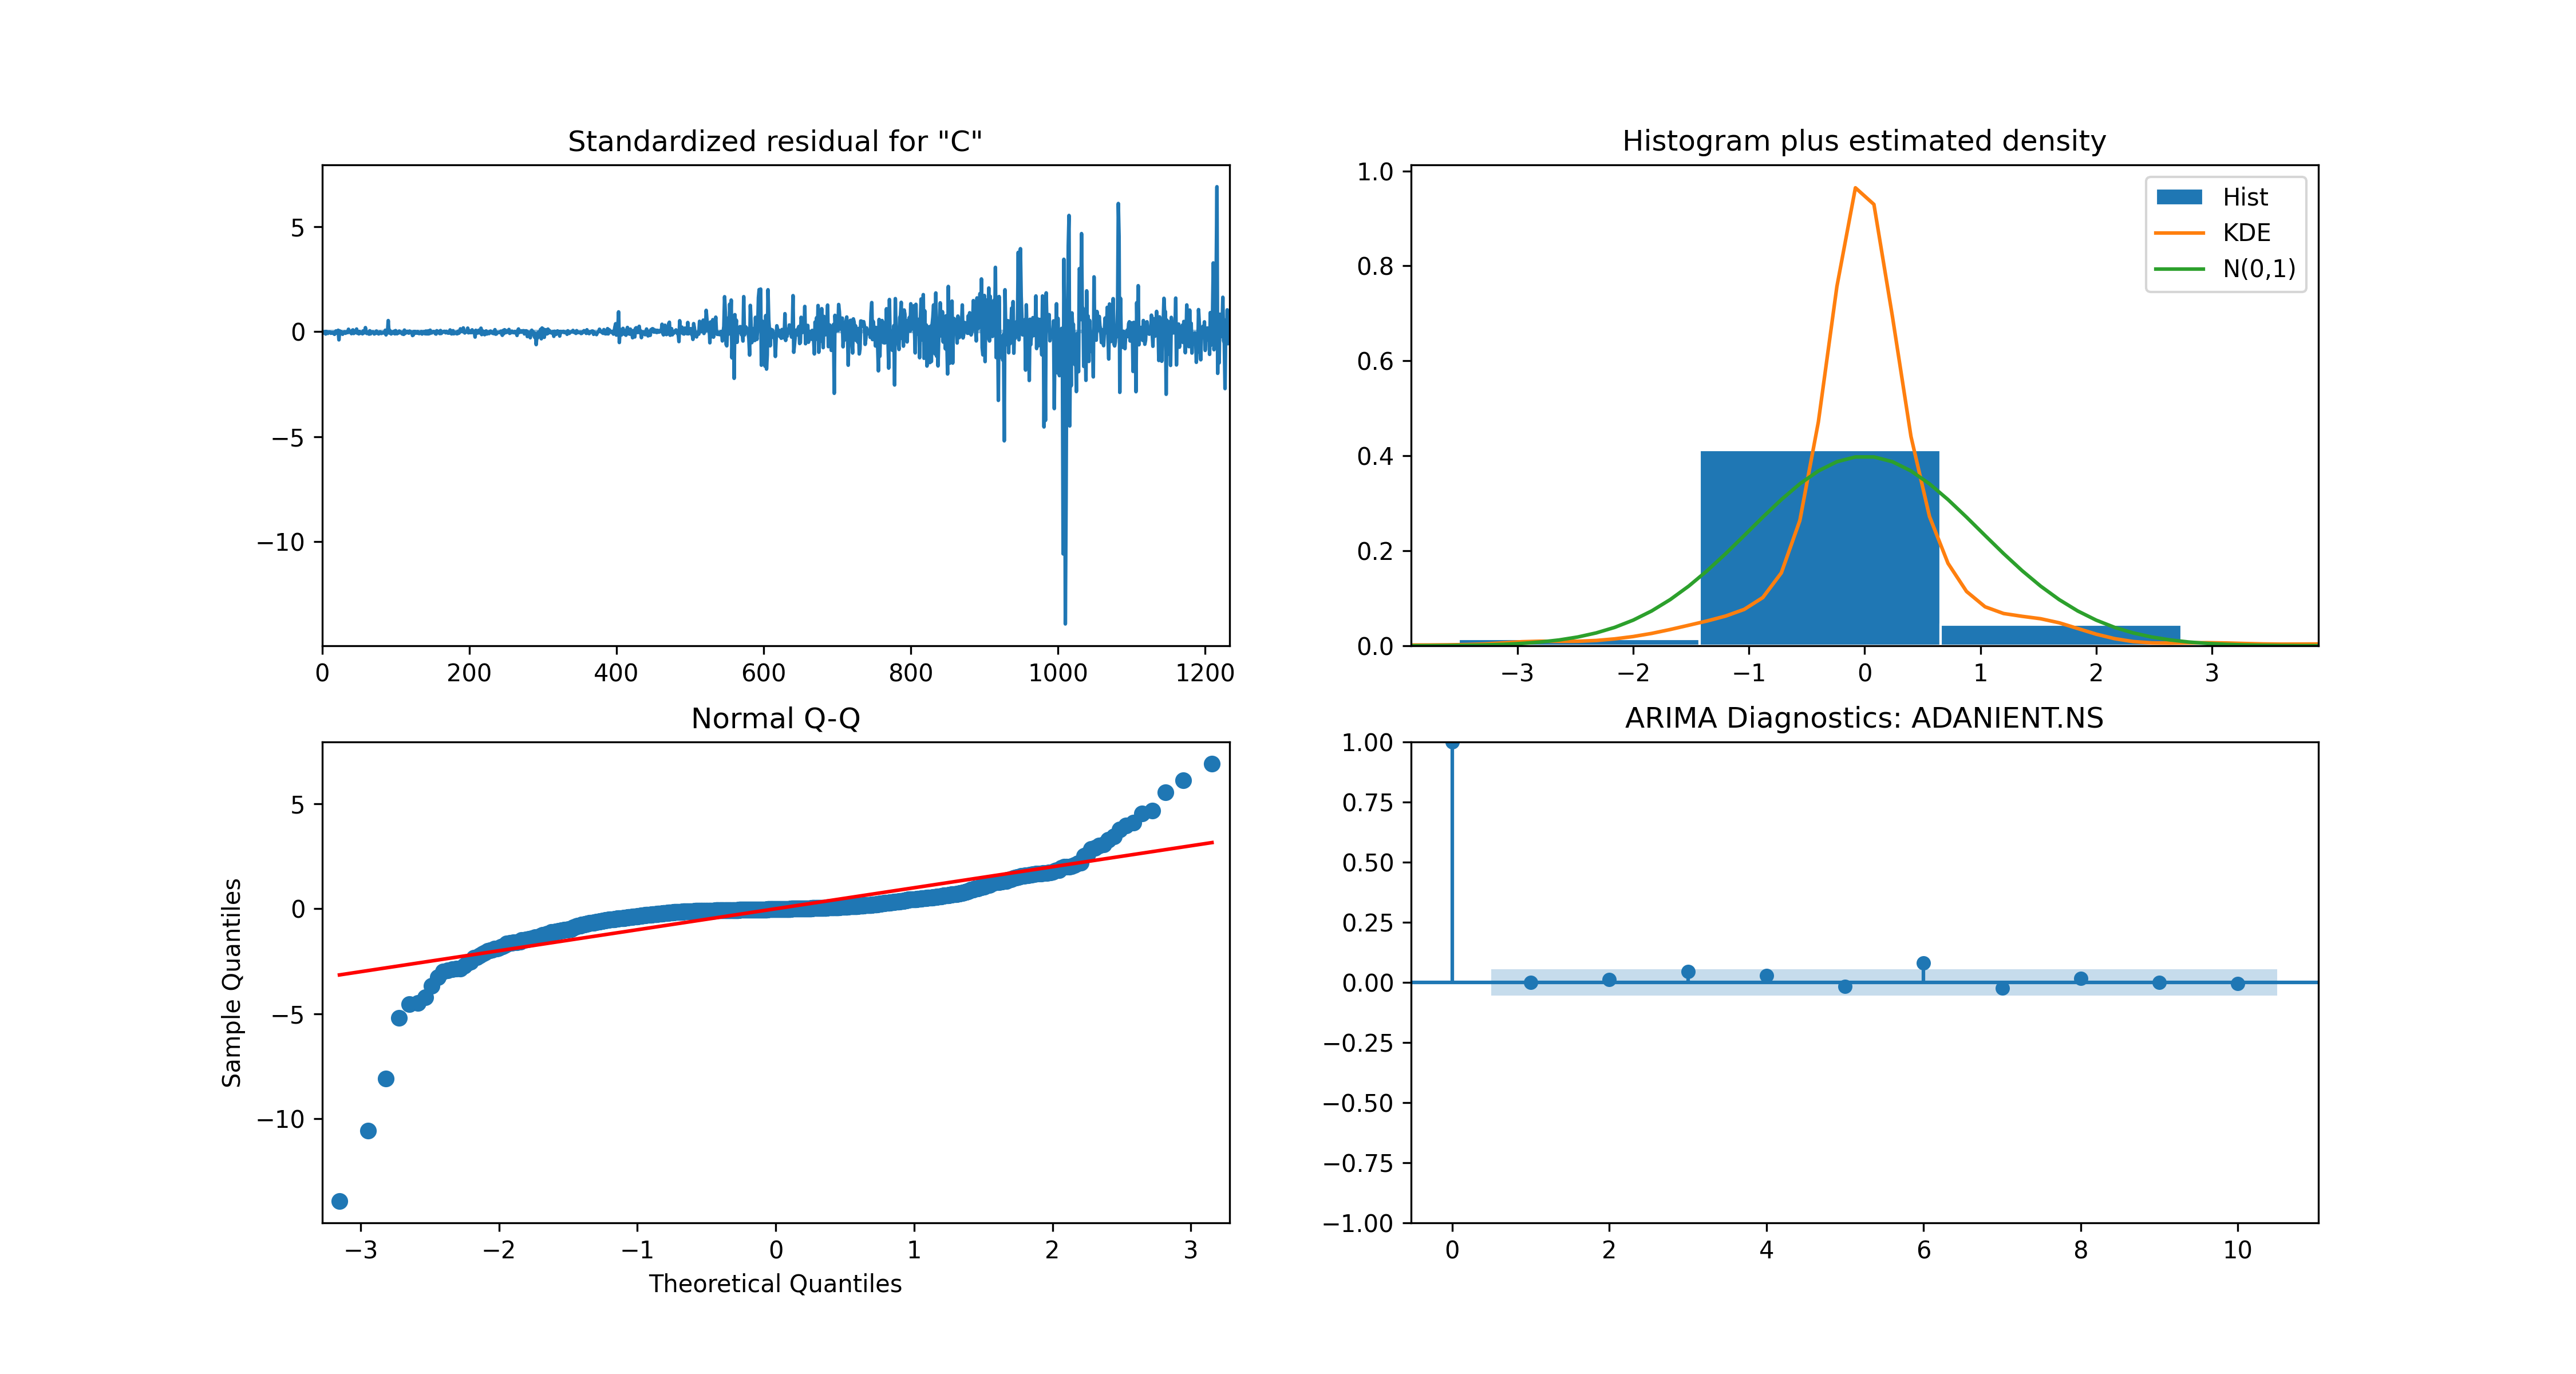 Standardized residual for "C"
5
0
−5
−10
0 200 400 600 800 1000 1200
Histogram plus estimated density
1.0
0.8
0.6
0.4
0.2
0.0
Hist
KDE
N(0,1)
−3 −2 −1 0 1 2 3
Normal Q-Q
Sample Quantiles
5
0
−5
−10
−3 −2 −1 0 1 2 3
Theoretical Quantiles
ARIMA Diagnostics: ADANIENT.NS
1.00
0.75
0.50
0.25
0.00
−0.25
−0.50
−0.75
−1.00
0 2 4 6 8 10